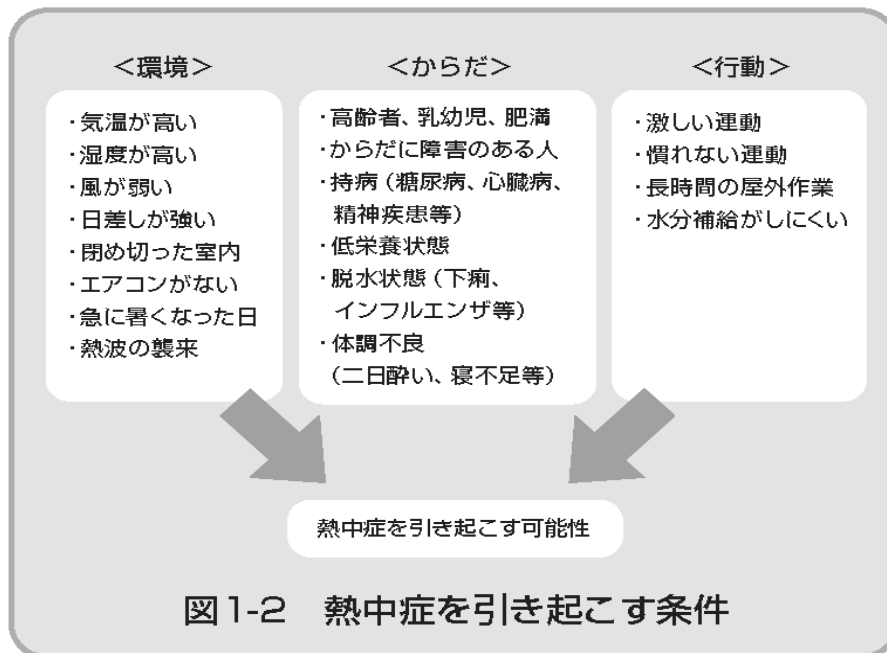 ＜環境＞
・気温が高い
・湿度が高い
・風が弱い
・日差しが強い
・閉め切った室内
・エアコンがない
・急に暑くなった日
・熱波の襲来
＜からだ＞
・高齢者、乳幼児、肥満
・からだに障害のある人
・持病（糖尿病、心臓病、
精神疾患等）
・低栄養状態
・脱水状態（下痢、
インフルエンザ等）
・体調不良
（二日酔い、寝不足等）
＜行動＞
・激しい運動
・慣れない運動
・長時間の屋外作業
・水分補給がしにくい
熱中症を引き起こす可能性
図1-2　熱中症を引き起こす条件